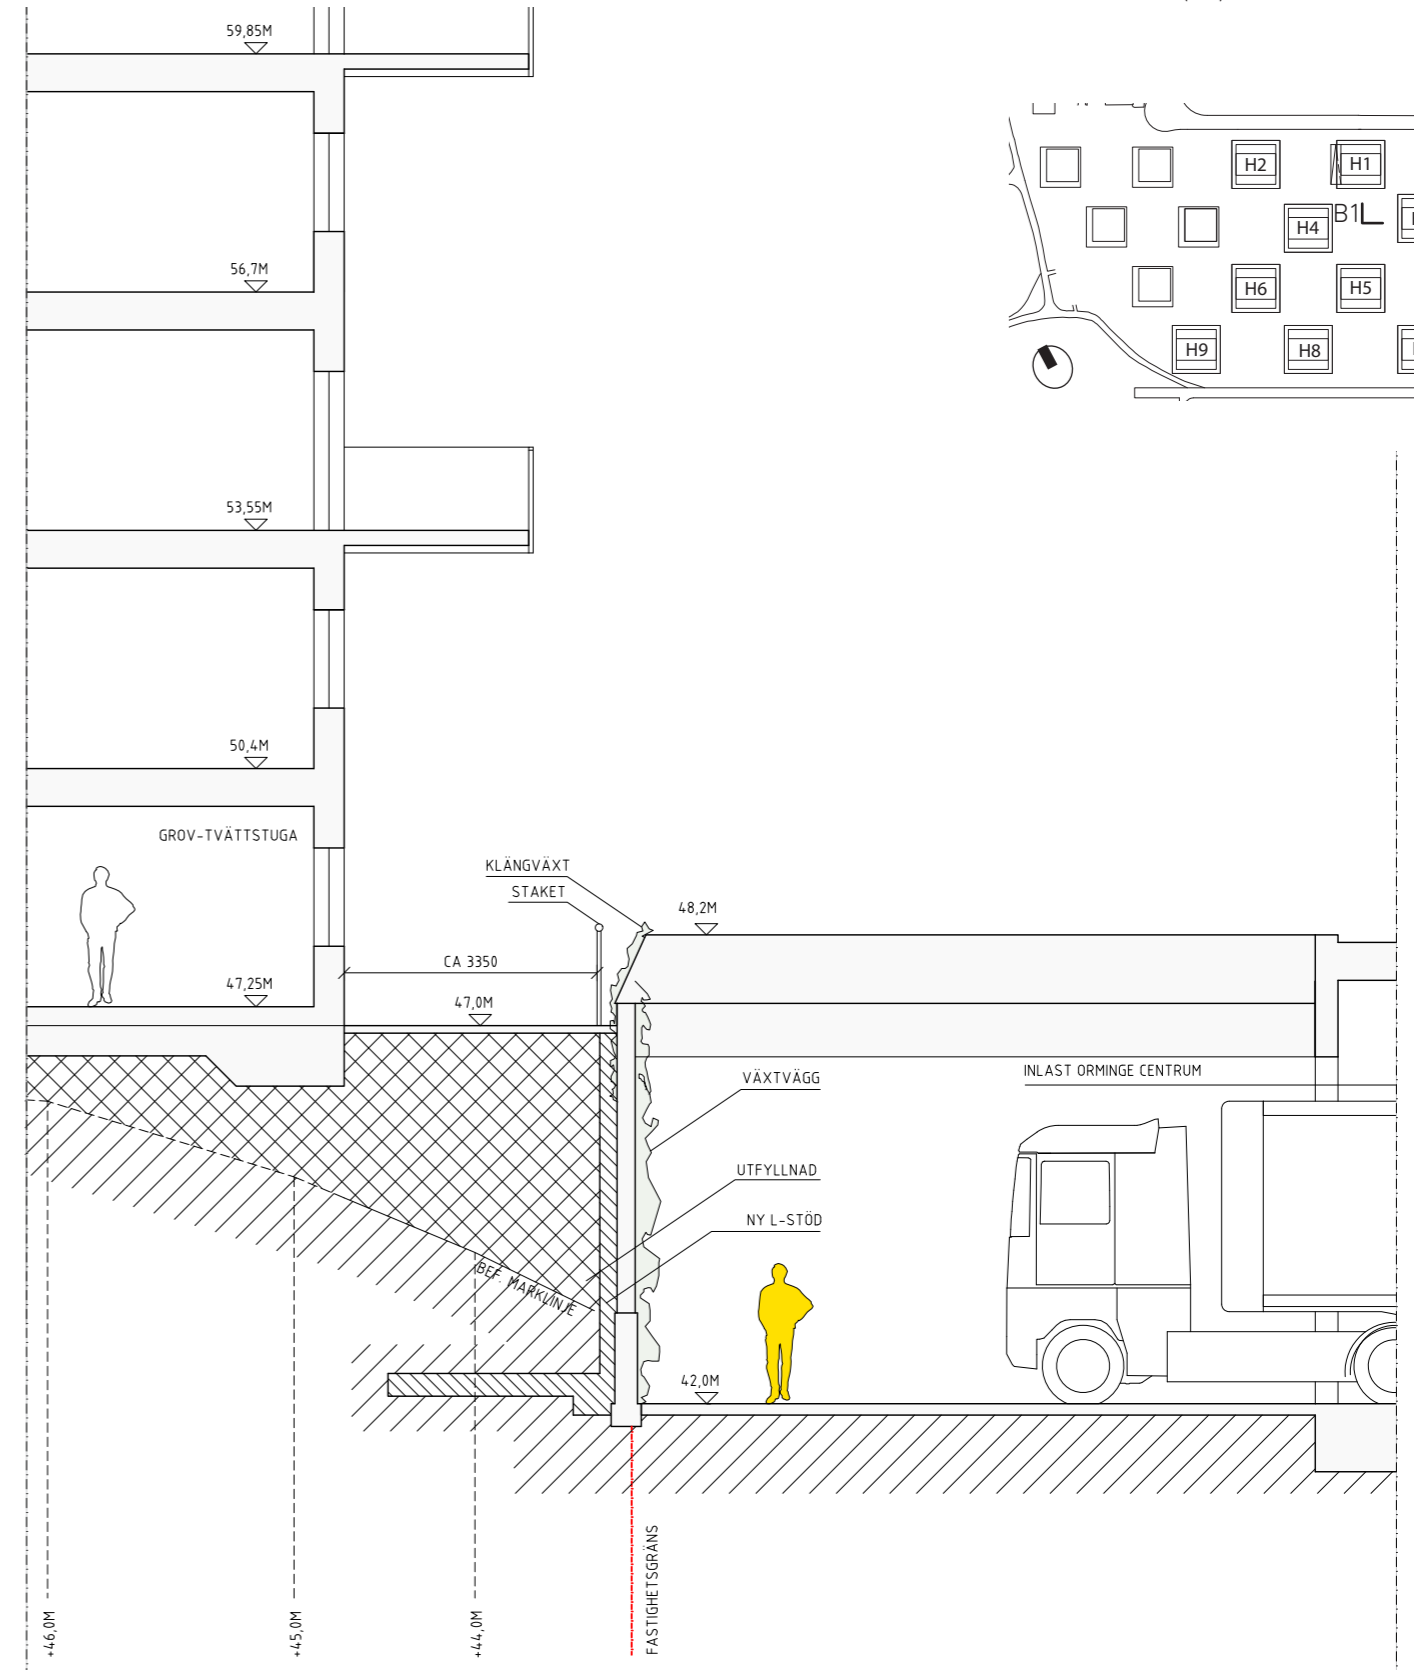 59,85M
H2
H1
B1
H4
56,7M
H6
H5
H9
H8
53,55M
50,4M
GROV-TVÄTTSTUGA
KLÄNGVÄXT
STAKET
48,2M
CA 3350
47,25M
47,0M
INLAST ORMINGE CENTRUM
VÄXTVÄGG
UTFYLLNAD
NY L-STÖD
BEF. MARKLINJE
42,0M
FASTIGHETSGRÄNS
+46,0M
+45,0M
+44,0M